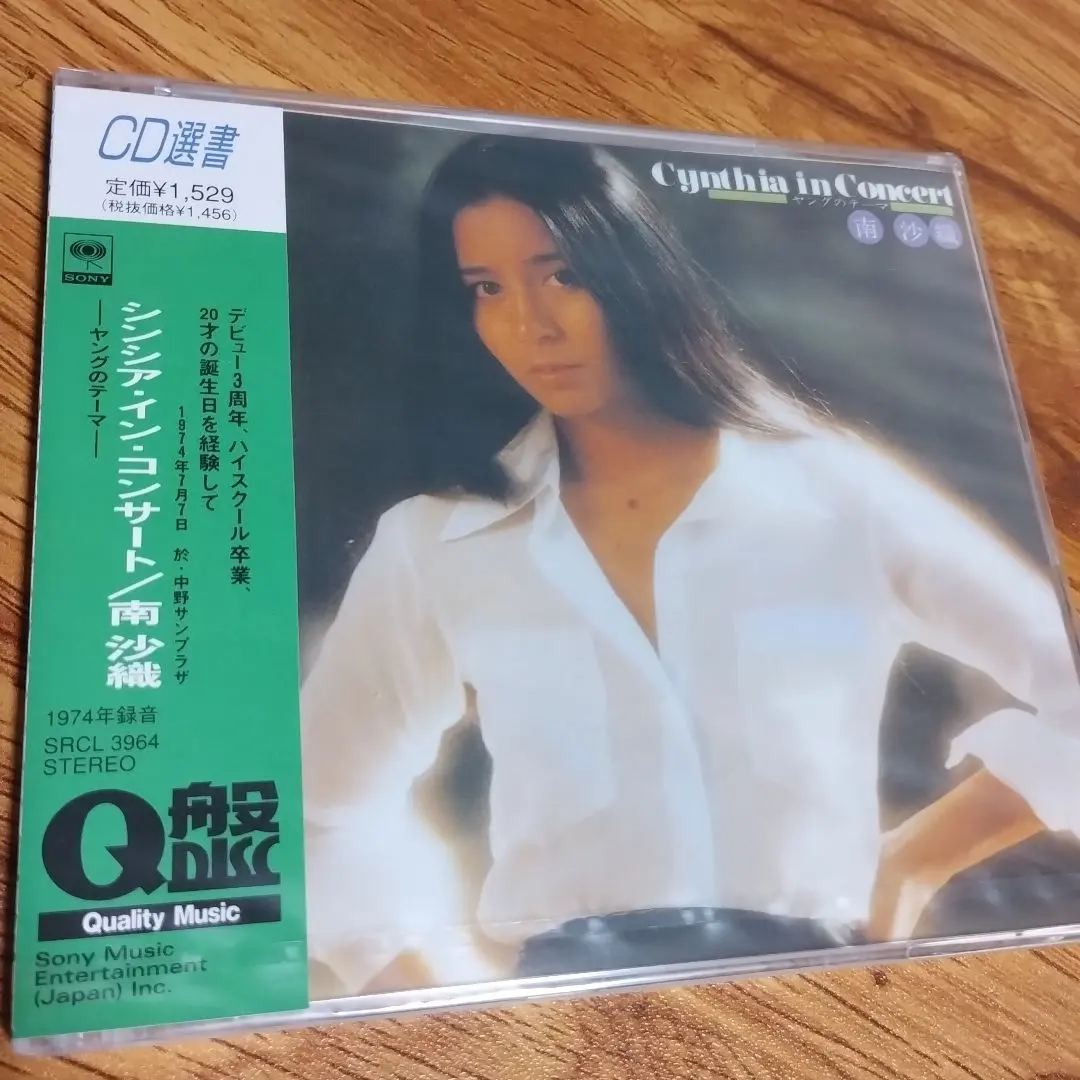 CD選書
定価¥1,529
(税抜価格¥1,456)
SONY
デビュー3周年、ハイスクール卒業、
20才の誕生日を経験して
1974年7月7日 於・中野サンプラザ
シンシア・イン・コンサート/南 沙織
—ヤングのテーマ—
1974年録音
SRCL 3964
STEREO
Q盤
DISC
Quality Music
Sony Music
Entertainment
(Japan) Inc.
Cynthia in Concert
ヤングのテーマ
南 沙 織